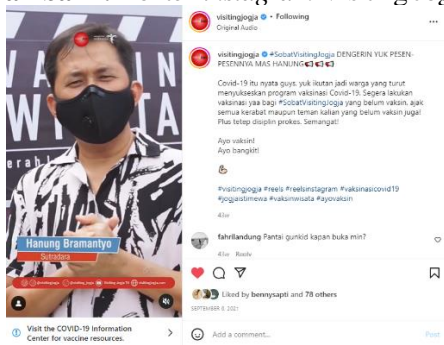 visitingjogja • Following
Original Audio
visitingjogja #SobatVisitingJogja DENGERIN YUK PESEN-
PESENNYA MAS HANUNG
Covid-19 itu nyata guys, yuk ikutan jadi warga yang turut
menyukseskan program vaksinasi Covid-19. Segera lakukan
vaksinasi yaa bagi #SobatVisitingJogja yang belum vaksin, ajak
semua kerabat maupun teman kalian yang belum vaksin juga!
Plus tetep disiplin prokes. Semangat!
Ayo vaksin!
Ayo bangkit!
#visitingjogja #reels #reelsinstagram #vaksinasicovid19
#jogjaistimewa #vaksinwisata #ayovaksin
43w
fahrilandung Pantai gunkid kapan buka min?
43w Reply
Liked by bennysapti and 78 others
SEPTEMBER 8, 2021
Add a comment...
Post
Hanung Bramantyo
Sutradara
Visit the COVID-19 Information
Center for vaccine resources.